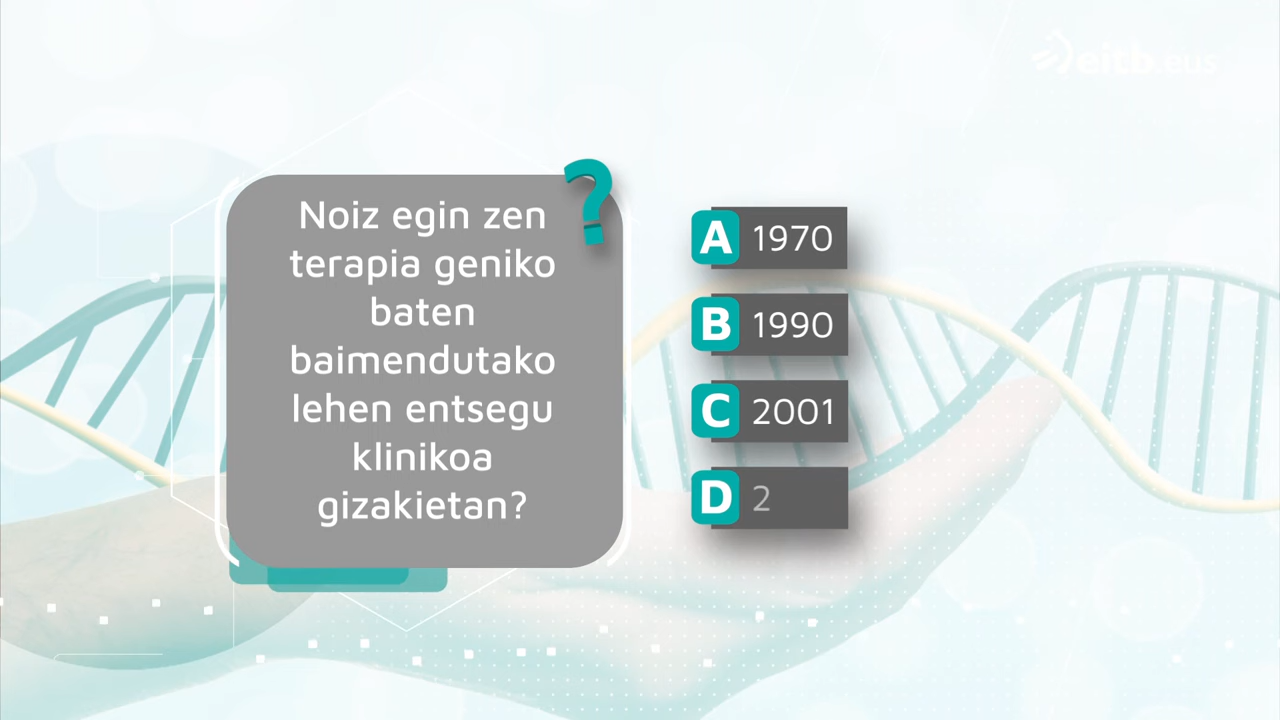 eitb.eus
Noiz egin zen
terapia geniko
baten
baimendutako
lehen entsegu
klinikoa
gizakietan?
?
A 1970
B 1990
C 2001
D 2